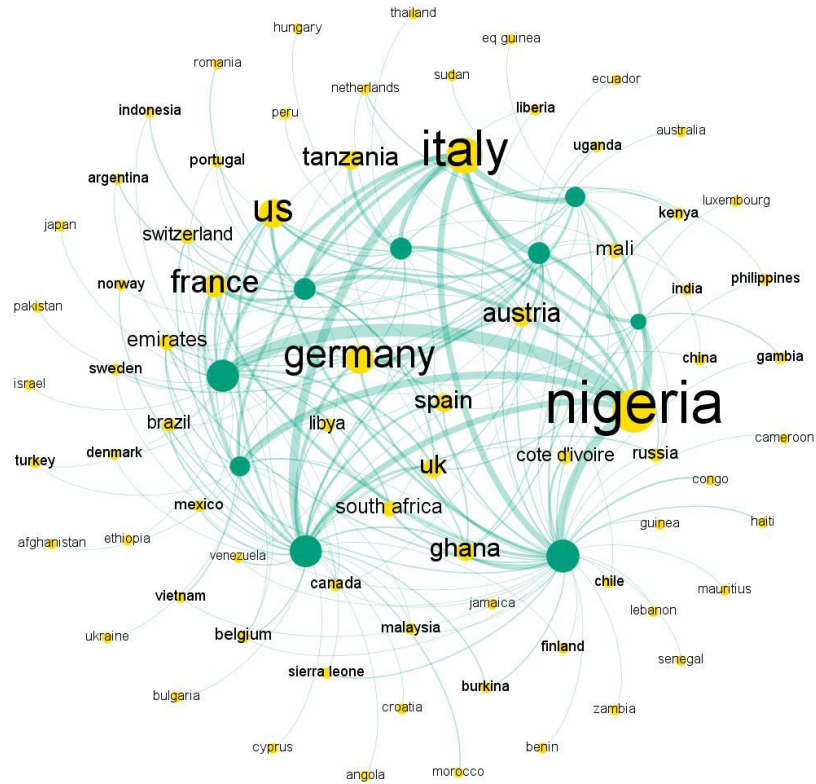 thailand
hungary
eq guinea
romania
sudan
ecuador
netherlands
indonesia
peru
liberia
australia
uganda
italy
tanzania
portugal
argentina
luxembourg
us
kenya
japan
switzerland
mali
philippines
norway
france
india
pakistan
austria
emirates
germany
china
gambia
sweden
israel
spain
nigeria
brazil
libya
cameroon
turkey
denmark
cote d'ivoire
russia
uk
congo
mexico
south africa
guinea
haiti
afghanistan
ethiopia
venezuela
ghana
canada
chile
mauritius
vietnam
jamaica
lebanon
ukraine
belgium
malaysia
finland
senegal
sierra leone
burkina
bulgaria
croatia
zambia
cyprus
angola
morocco
benin